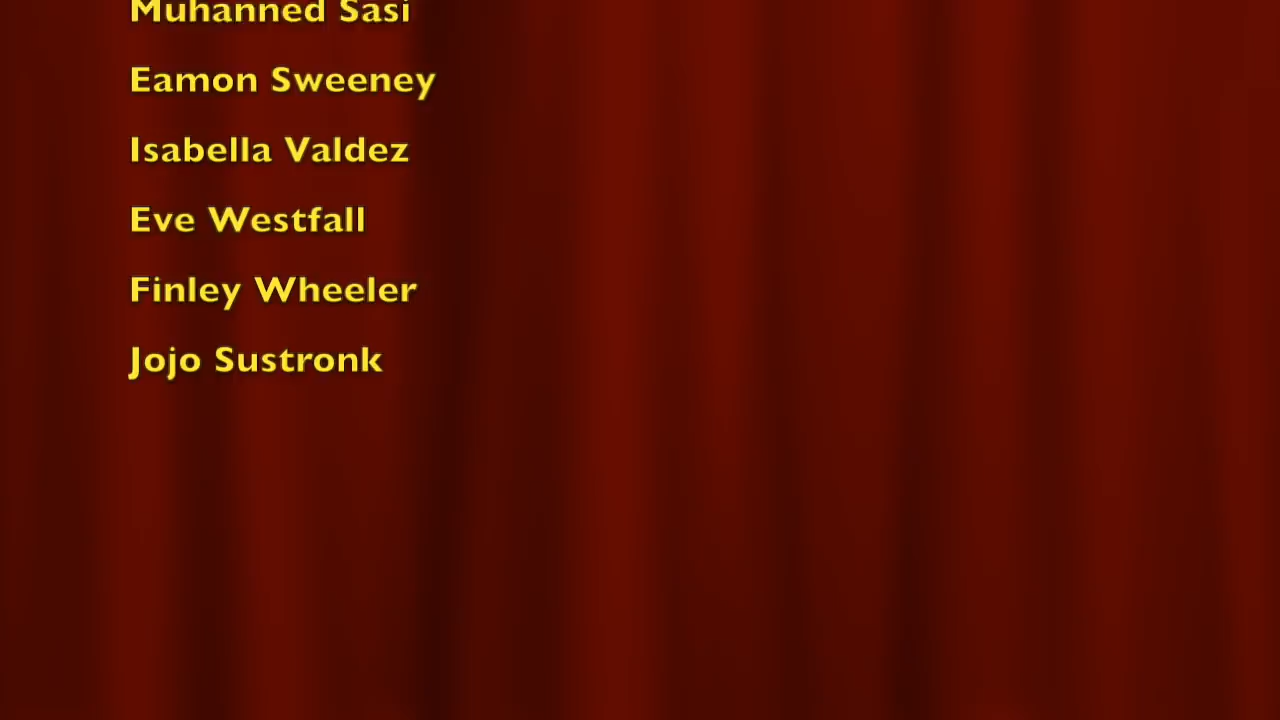 Muhanned Sasi
Eamon Sweeney
Isabella Valdez
Eve Westfall
Finley Wheeler
Jojo Sustronk